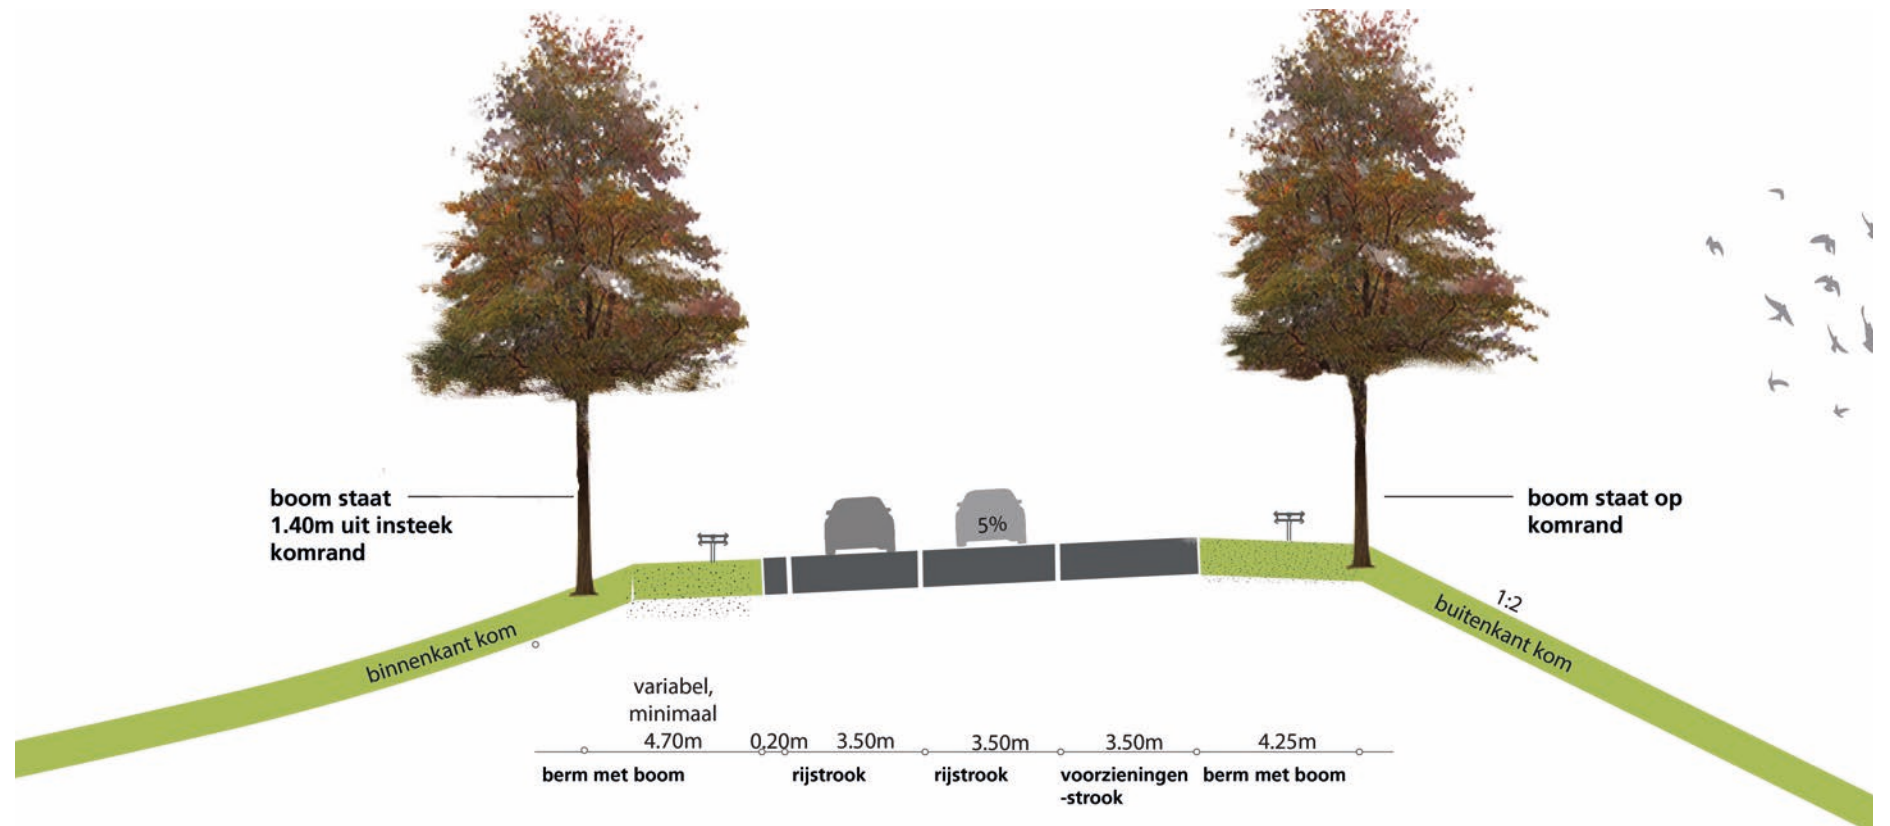 boom staat
1.40m uit insteek
komrand
5%
boom staat op
komrand
binnenkant kom
1:2
buitenkant kom
variabel,
minimaal
4.70m 0,20m 3.50m 3.50m 3.50m 4.25m
berm met boom rijstrook rijstrook voorzieningen berm met boom
-strook